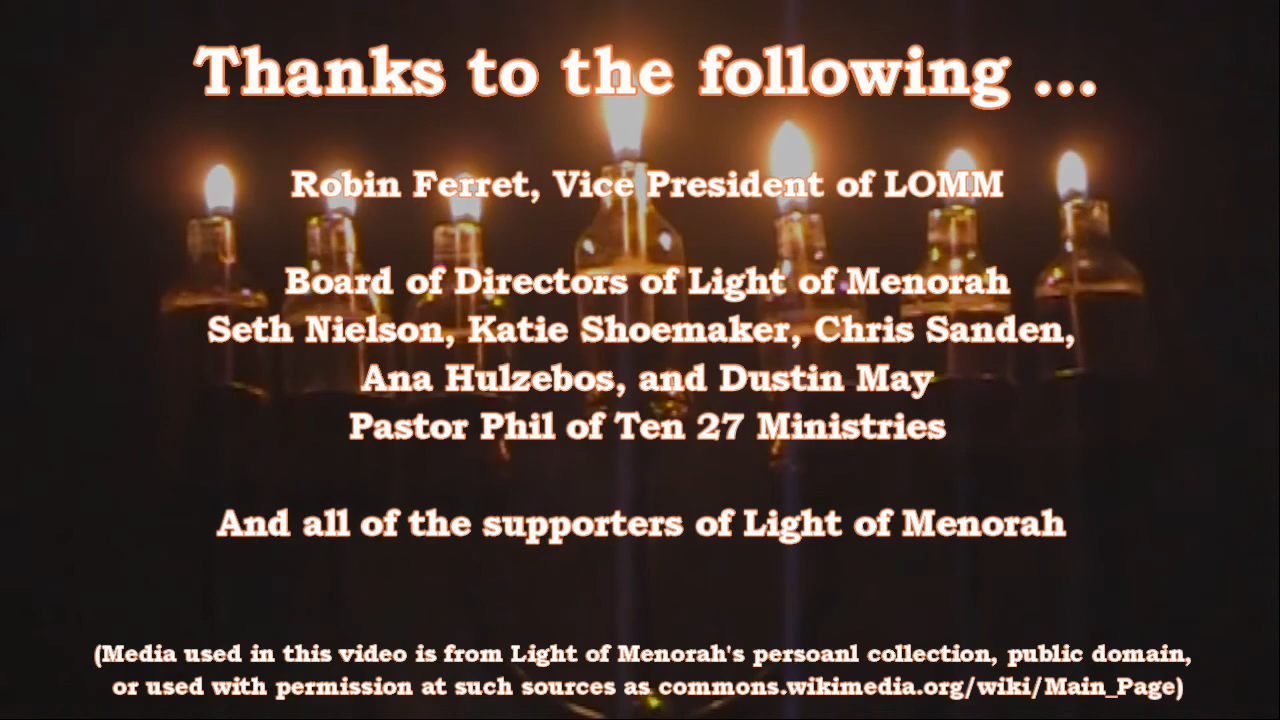 Thanks to the following ...
Robin Ferret, Vice President of LOMM
Board of Directors of Light of Menorah
Seth Nielson, Katie Shoemaker, Chris Sanden,
Ana Hulzebos, and Dustin May
Pastor Phil of Ten 27 Ministries
And all of the supporters of Light of Menorah
(Media used in this video is from Light of Menorah's persoanl collection, public domain,
or used with permission at such sources as commons.wikimedia.org/wiki/Main_Page)